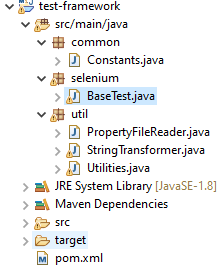 test-framework
src/main/java
common
Constants.java
selenium
BaseTest.java
util
PropertyFileReader.java
StringTransformer.java
Utilities.java
JRE System Library [JavaSE-1.8]
Maven Dependencies
src
target
pom.xml